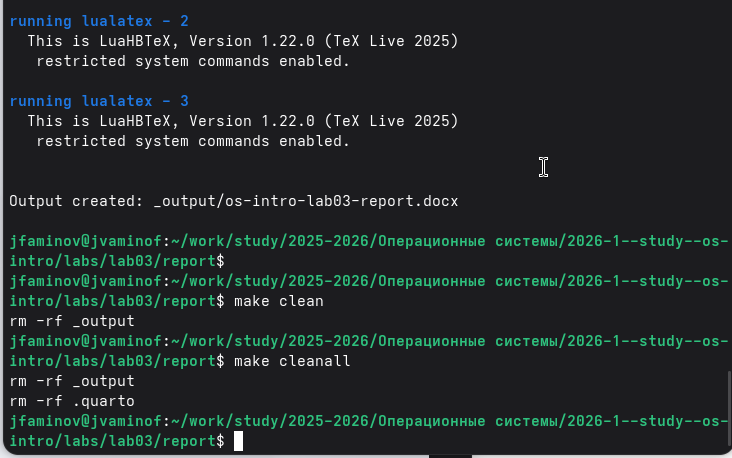 running lualatex - 2
  This is LuaHBTeX, Version 1.22.0 (TeX Live 2025)
   restricted system commands enabled.
running lualatex - 3
  This is LuaHBTeX, Version 1.22.0 (TeX Live 2025)
   restricted system commands enabled.
Output created: _output/os-intro-lab03-report.docx
jfaminov@jvaminof:~/work/study/2025-2026/Операционные системы/2026-1--study--os-
intro/labs/lab03/report$
jfaminov@jvaminof:~/work/study/2025-2026/Операционные системы/2026-1--study--os-
intro/labs/lab03/report$ make clean
rm -rf _output
jfaminov@jvaminof:~/work/study/2025-2026/Операционные системы/2026-1--study--os-
intro/labs/lab03/report$ make cleanall
rm -rf _output
rm -rf .quarto
jfaminov@jvaminof:~/work/study/2025-2026/Операционные системы/2026-1--study--os-
intro/labs/lab03/report$